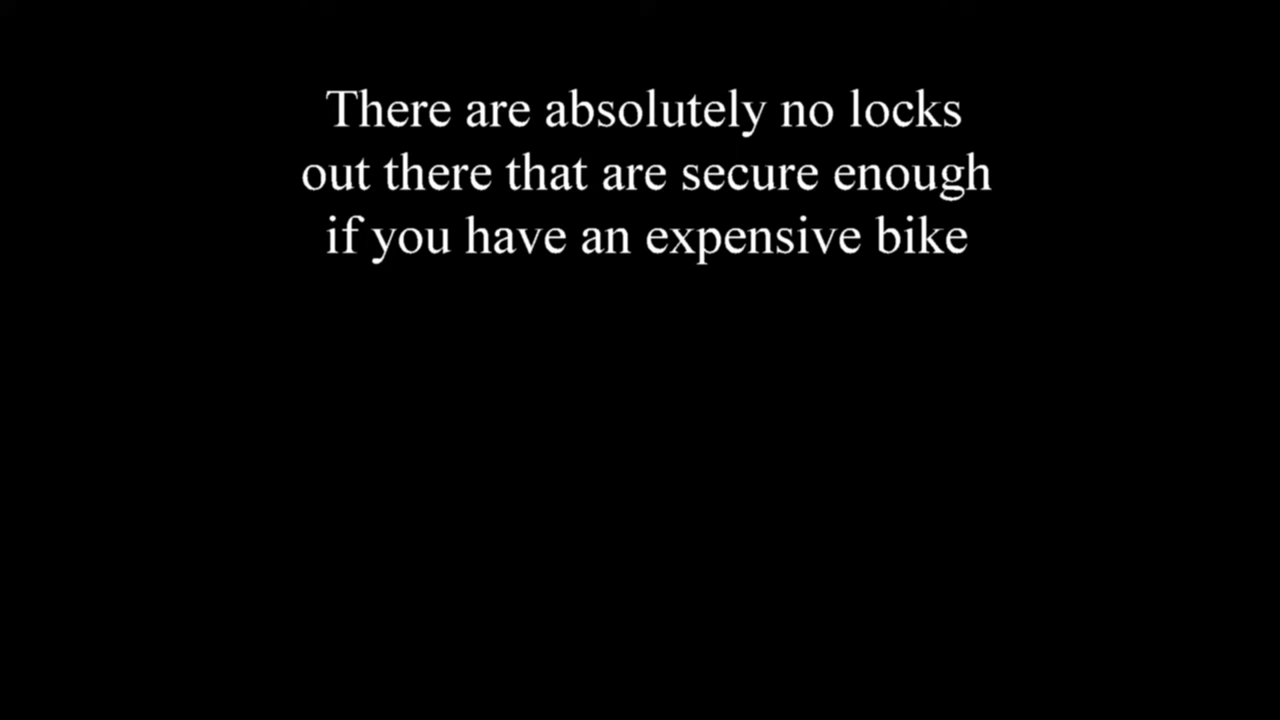 There are absolutely no locks
out there that are secure enough
if you have an expensive bike